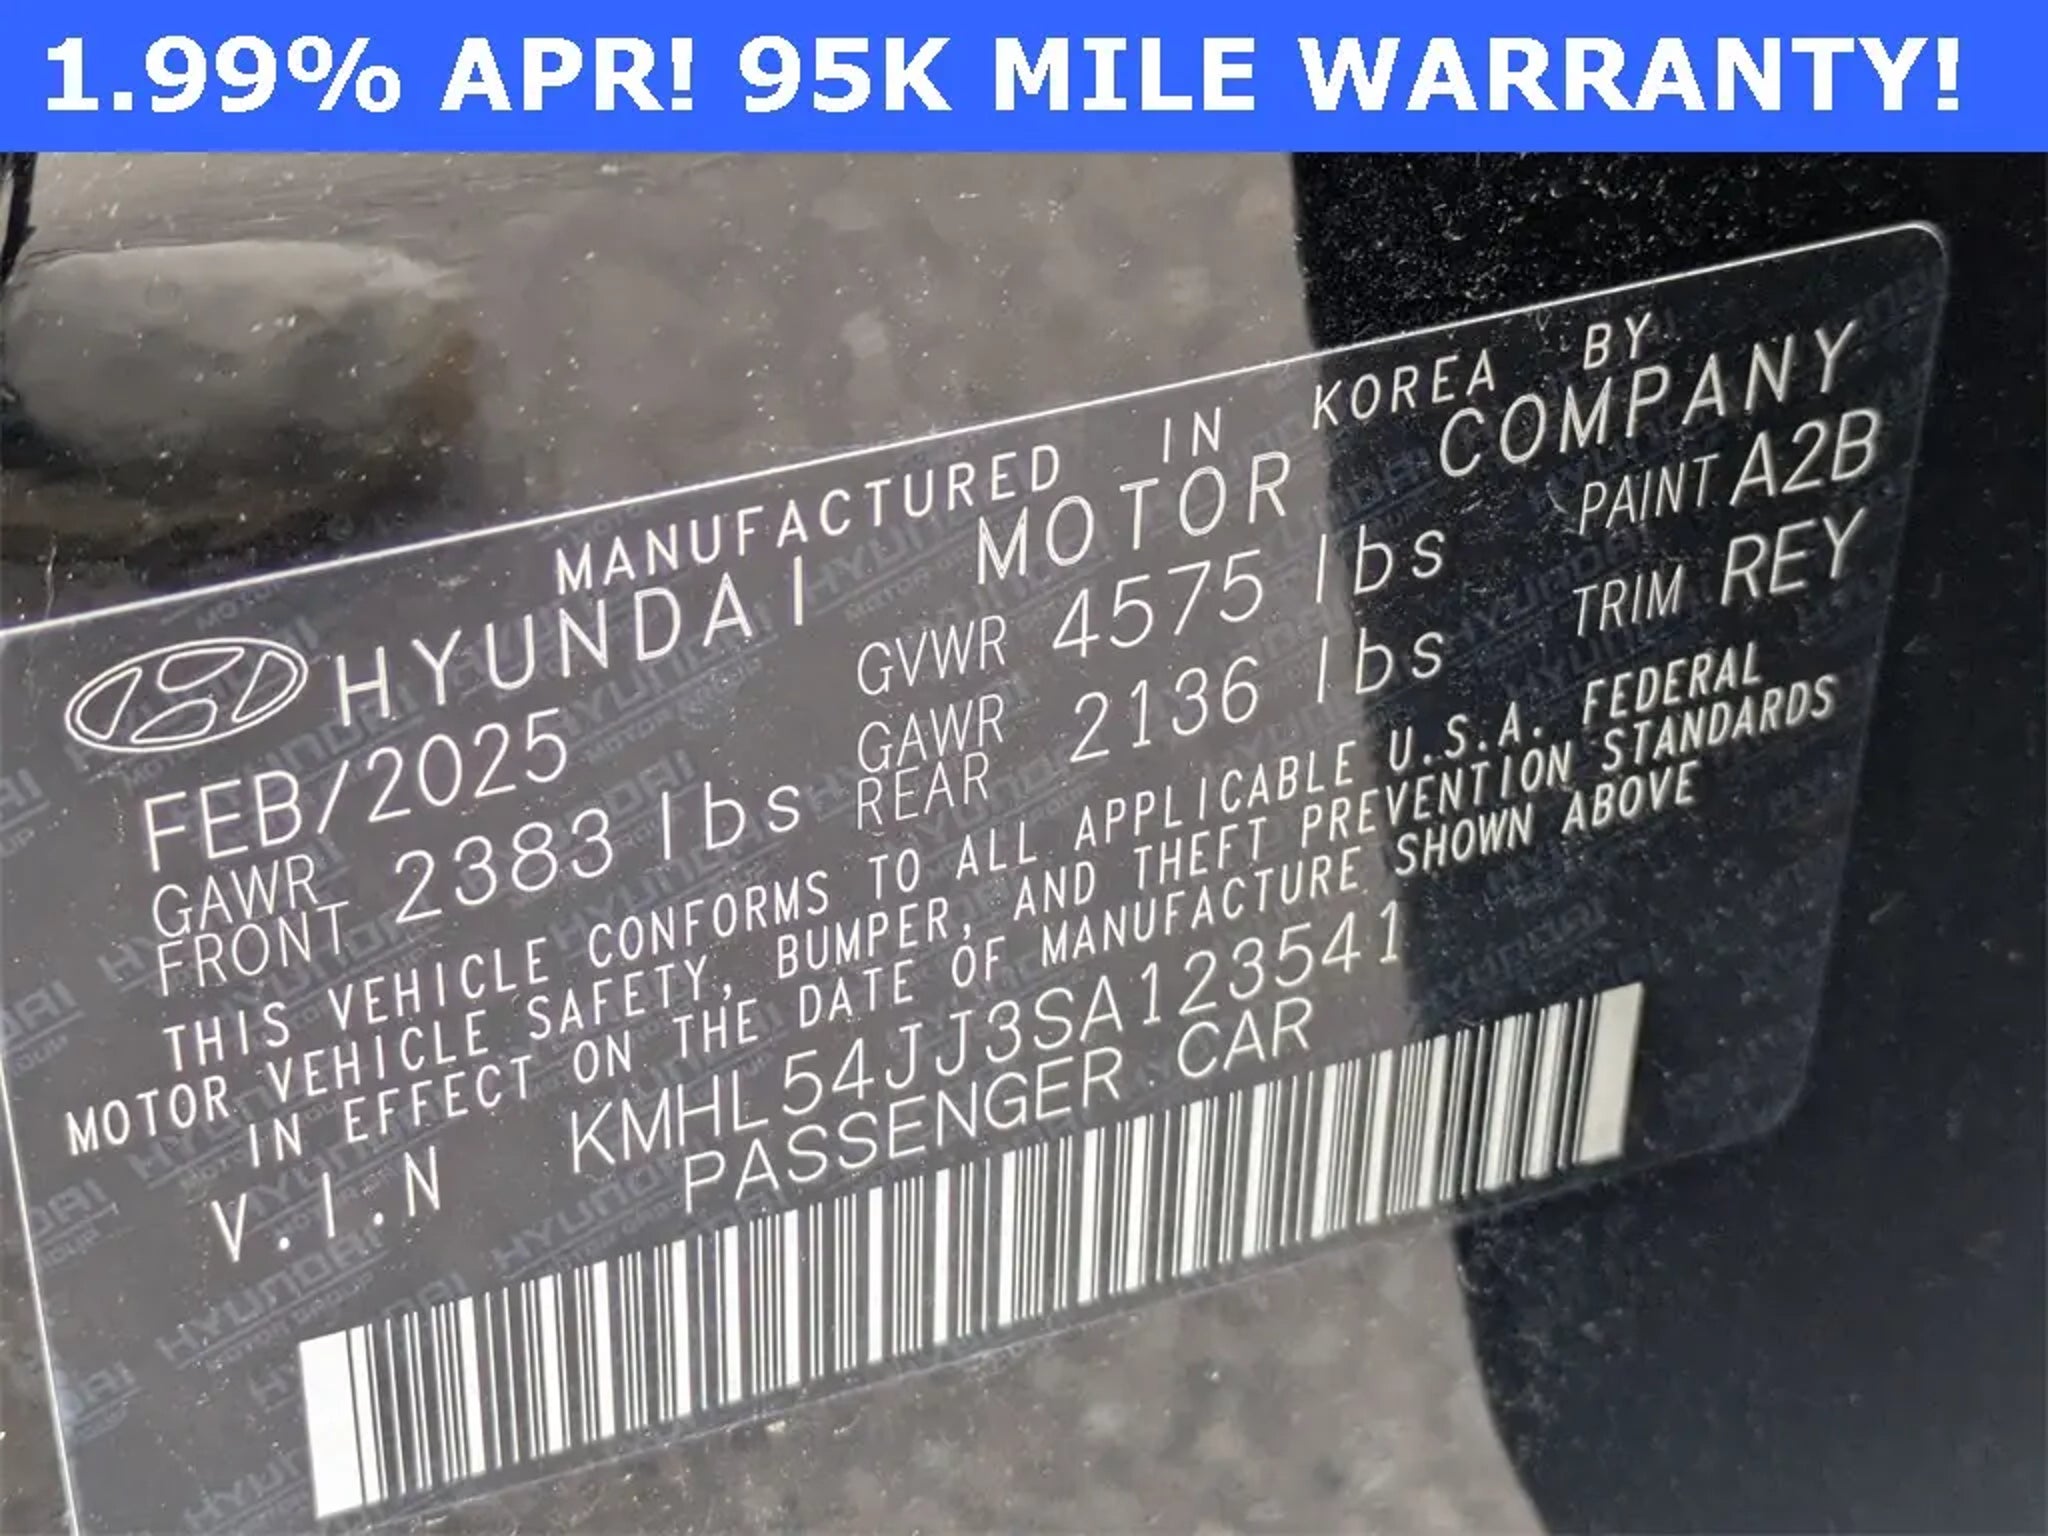 1.99% APR! 95K MILE WARRANTY!
MANUFACTURED IN KOREA BY
HYUNDAI MOTOR COMPANY
FEB/2025 GVWR 4575 lbs PAINT A2B
GAWR FRONT 2383 lbs GAWR REAR 2136 lbs TRIM REY
THIS VEHICLE CONFORMS TO ALL APPLICABLE U.S.A. FEDERAL
MOTOR VEHICLE SAFETY, BUMPER, AND THEFT PREVENTION STANDARDS
IN EFFECT ON THE DATE OF MANUFACTURE SHOWN ABOVE
V.I.N KMHL54JJ3SA123541
PASSENGER CAR